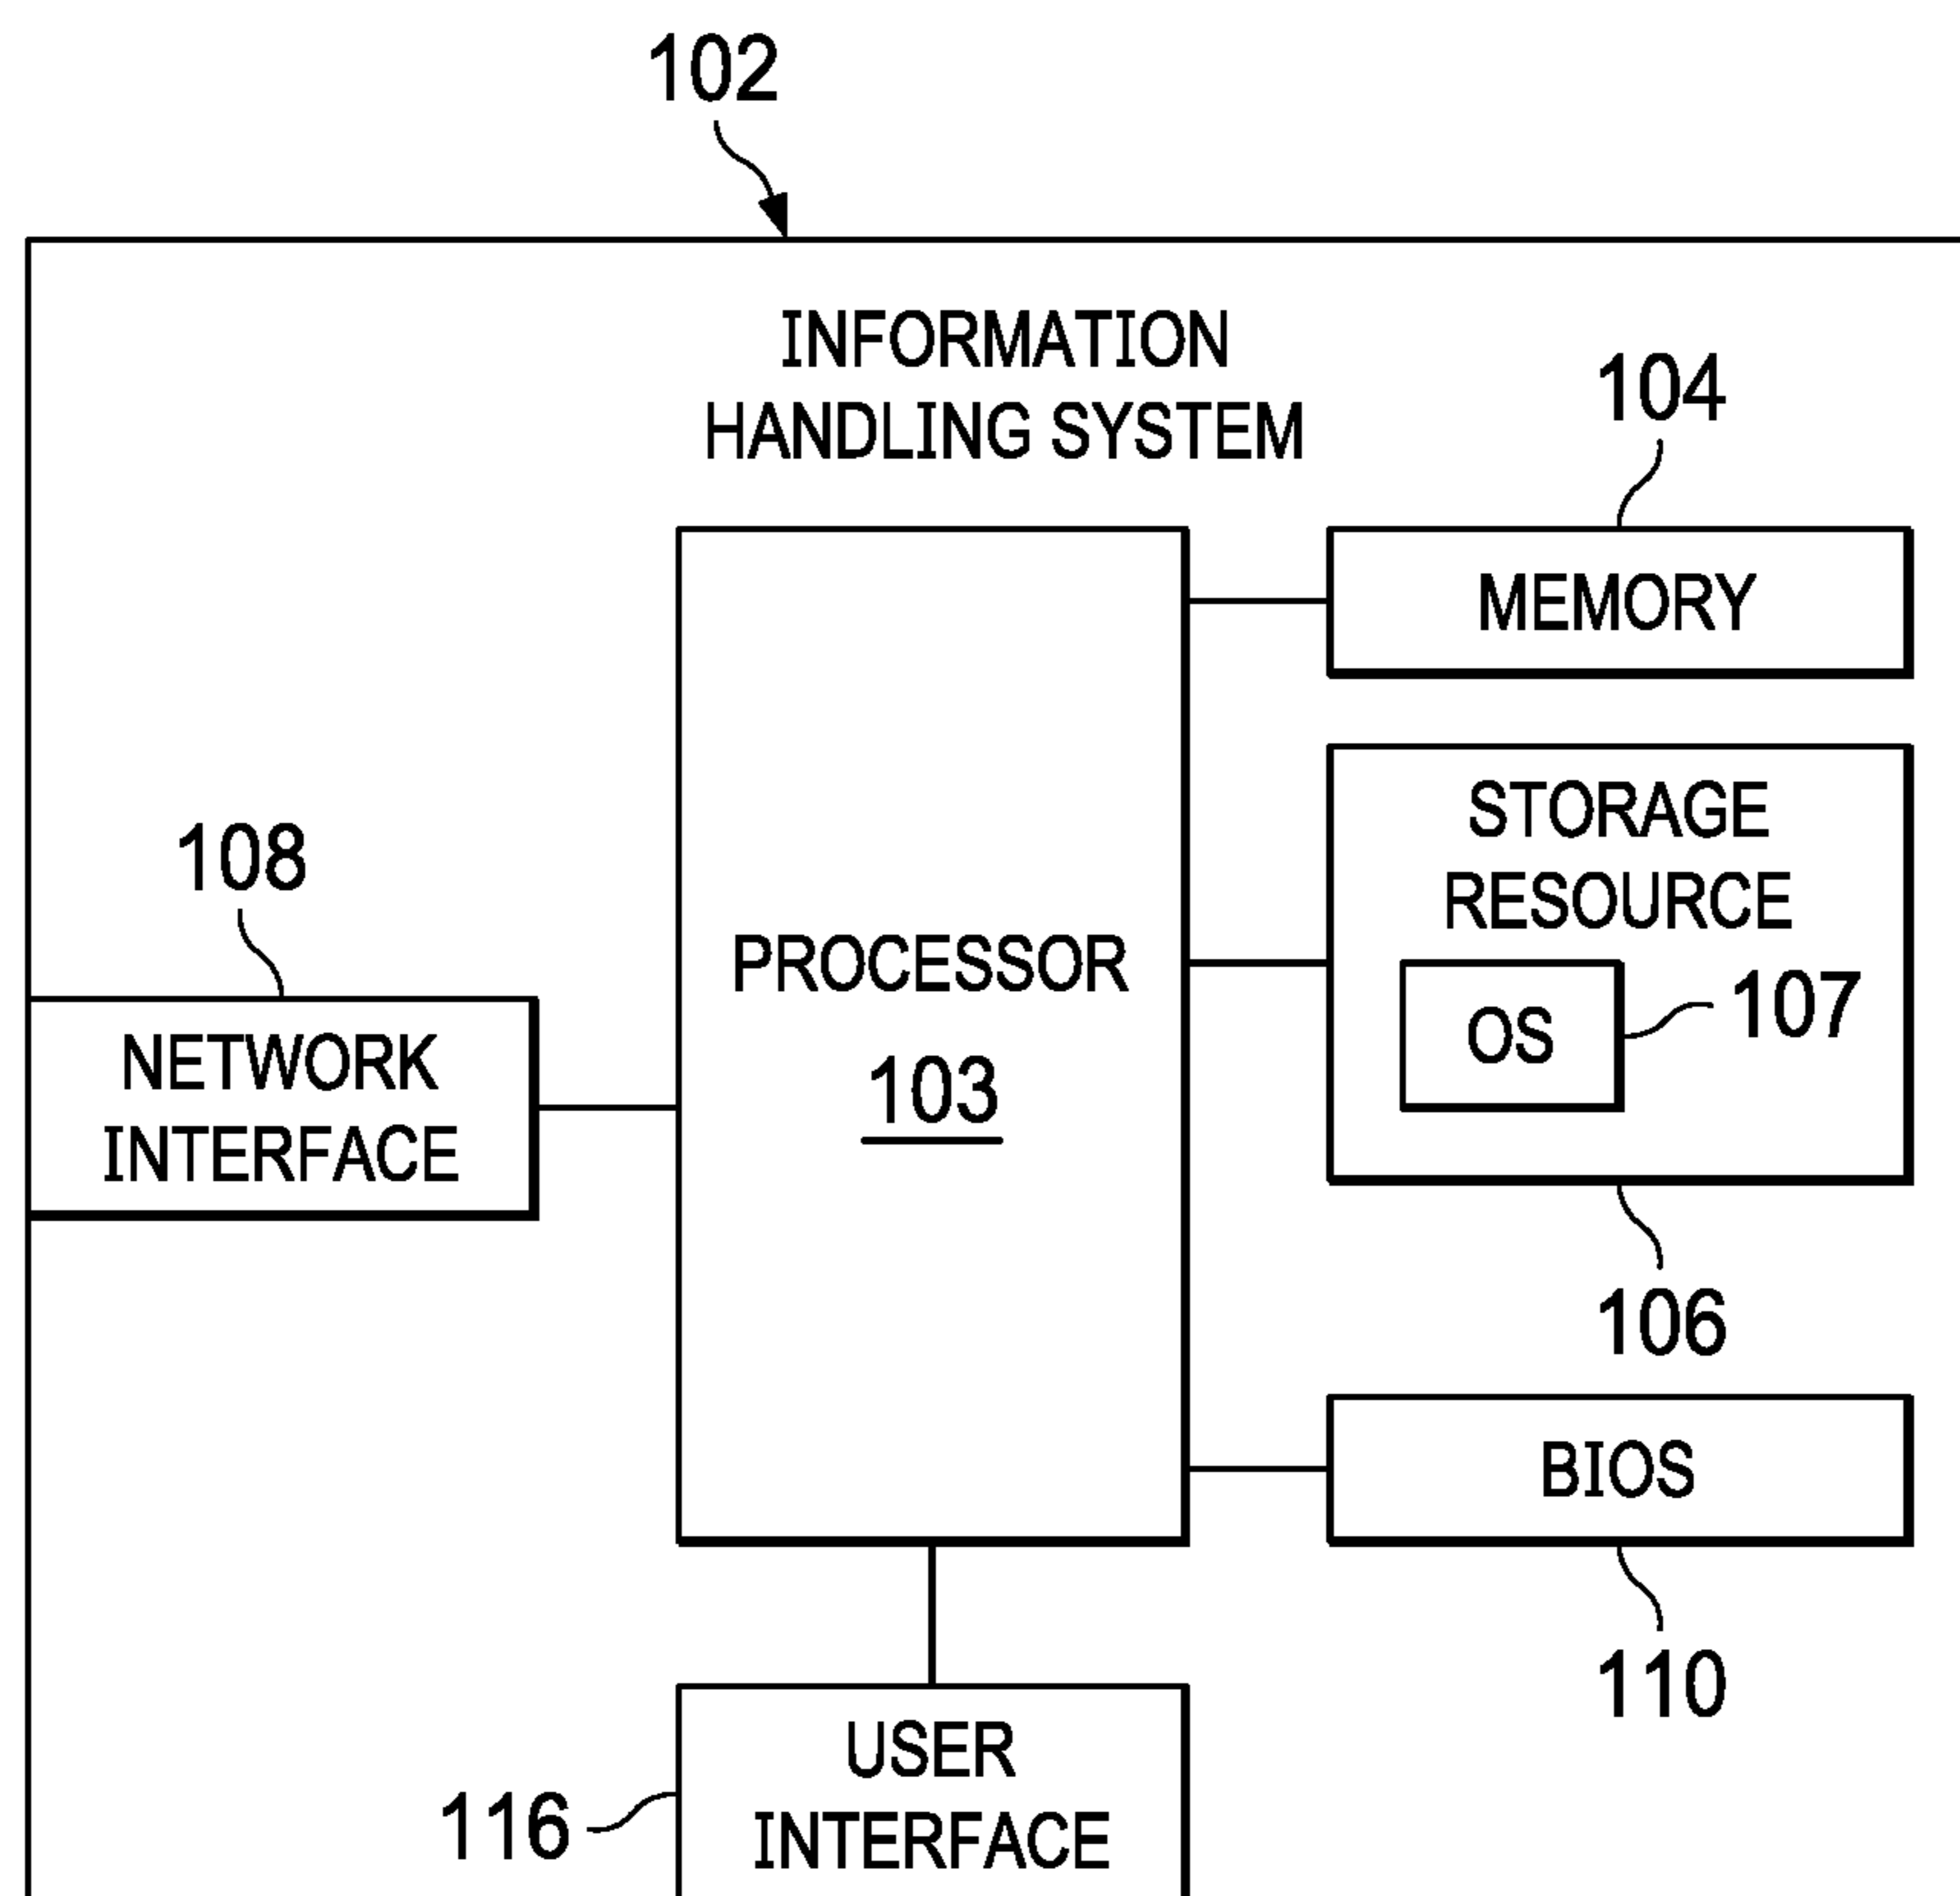 102
INFORMATION
HANDLING SYSTEM
104
MEMORY
STORAGE
RESOURCE
OS
107
106
108
NETWORK
INTERFACE
PROCESSOR
103
BIOS
110
116
USER
INTERFACE